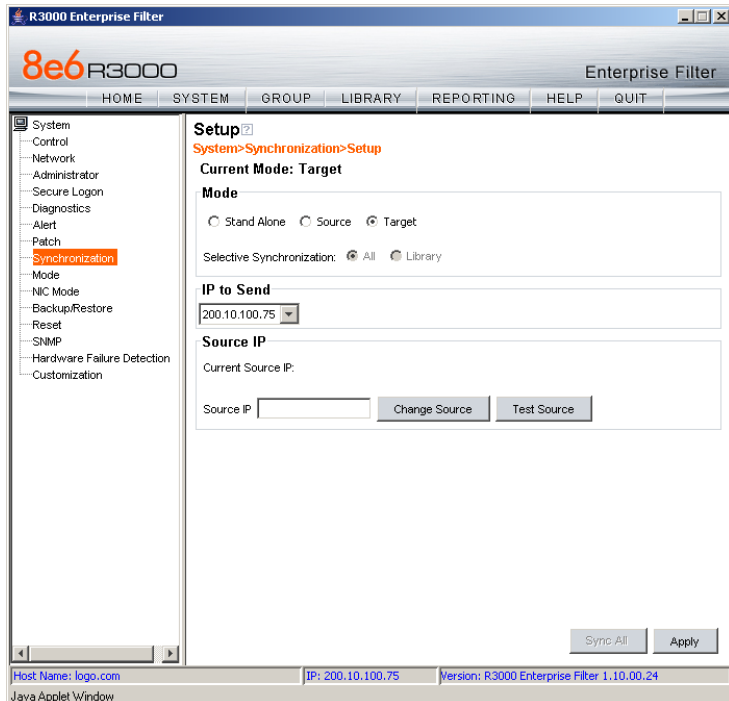 R3000 Enterprise Filter
8e6 R3000
Enterprise Filter
HOME SYSTEM GROUP LIBRARY REPORTING HELP QUIT
System
Control
Network
Administrator
Secure Logon
Diagnostics
Alert
Patch
Synchronization
Mode
NIC Mode
Backup/Restore
Reset
SNMP
Hardware Failure Detection
Customization
Setup ?
System>Synchronization>Setup
Current Mode: Target
Mode
Stand Alone Source Target
Selective Synchronization: All Library
IP to Send
200.10.100.75
Source IP
Current Source IP:
Source IP Change Source Test Source
Sync All Apply
Host Name: logo.com IP: 200.10.100.75 Version: R3000 Enterprise Filter 1.10.00.24
Java Applet Window